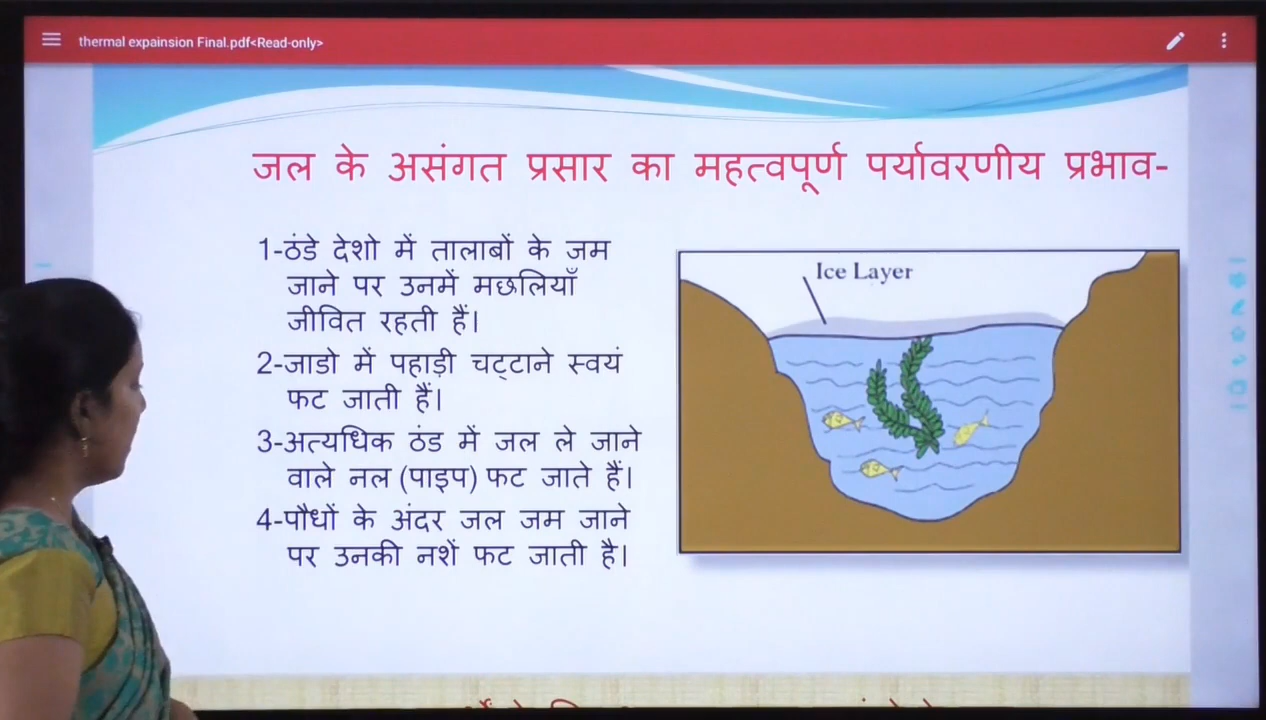 thermal expainsion Final.pdf<Read-only>
जल के असंगत प्रसार का महत्वपूर्ण पर्यावरणीय प्रभाव-
1-ठंडे देशो में तालाबों के जम
जाने पर उनमें मछलियाँ
जीवित रहती हैं।
2-जाडो में पहाड़ी चट्टाने स्वयं
फट जाती हैं।
3-अत्यधिक ठंड में जल ले जाने
वाले नल (पाइप) फट जाते हैं।
4-पौधों के अंदर जल जम जाने
पर उनकी नशें फट जाती है।
Ice Layer